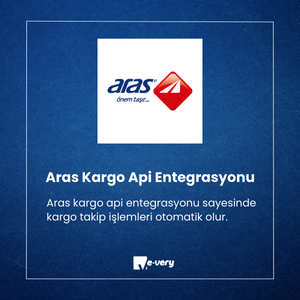 aras®
önem taşır...
Aras Kargo Api Entegrasyonu
Aras kargo api entegrasyonu sayesinde
kargo takip işlemleri otomatik olur.
e-very